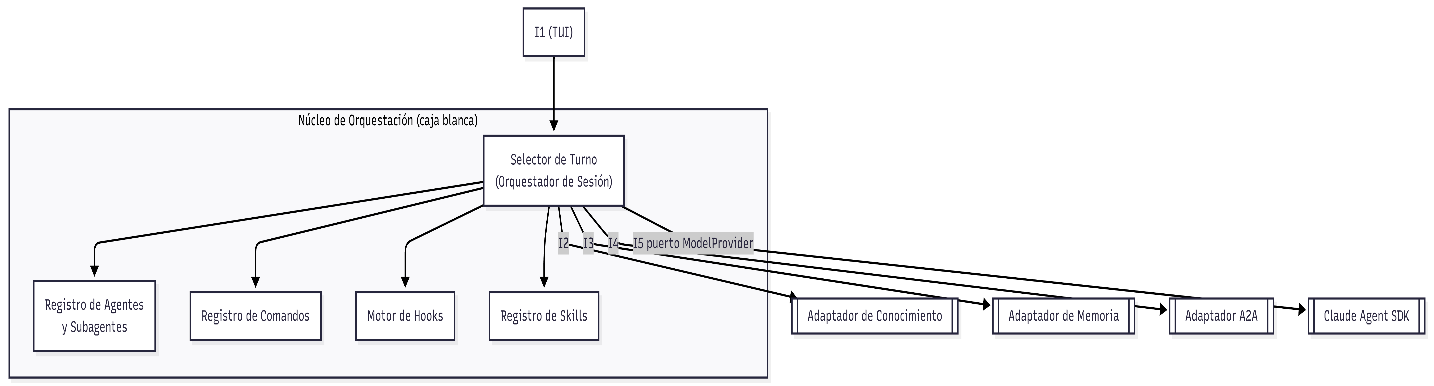 I1 (TUI)
Núcleo de Orquestación (caja blanca)
Selector de Turno
(Orquestador de Sesión)
I2
I3
I4
I5 puerto ModelProvider
Registro de Agentes
y Subagentes
Registro de Comandos
Motor de Hooks
Registro de Skills
Adaptador de Conocimiento
Adaptador de Memoria
Adaptador A2A
Claude Agent SDK